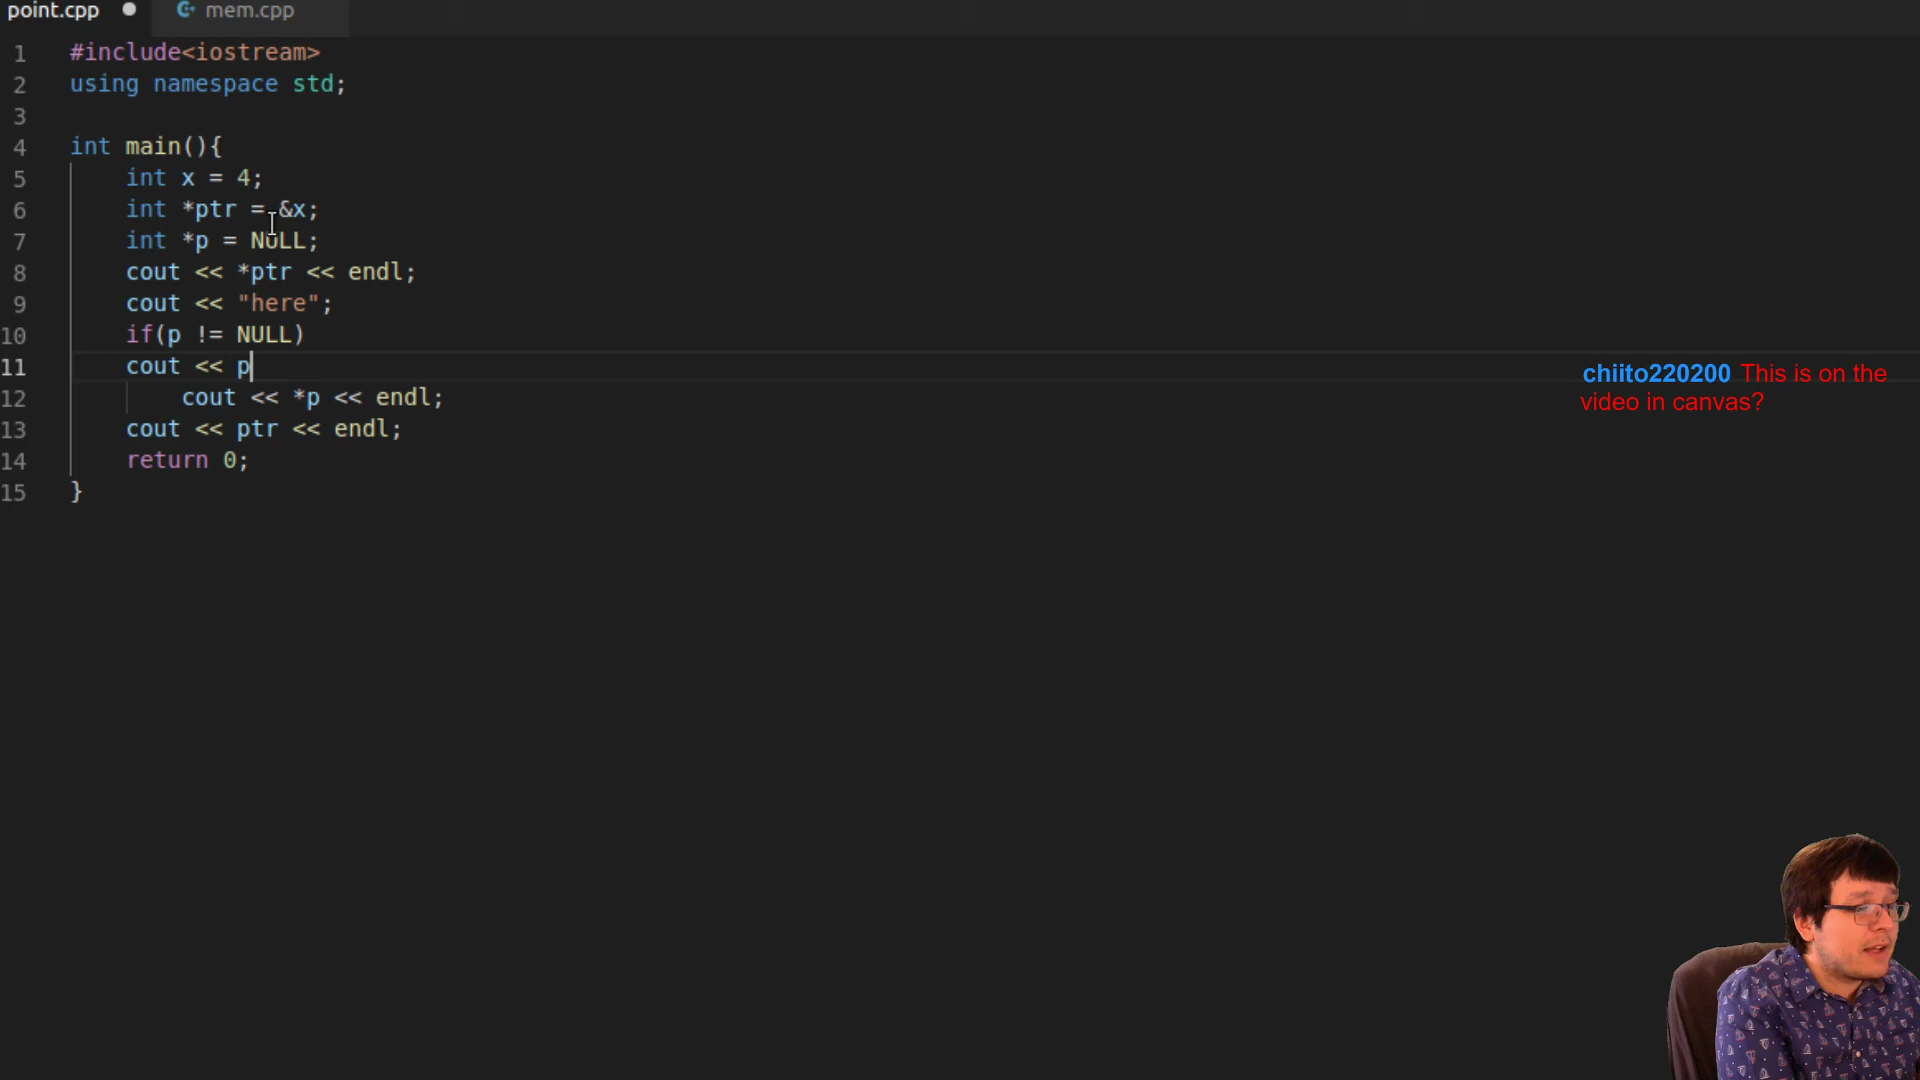 point.cpp mem.cpp
1 #include<iostream>
2 using namespace std;
3
4 int main(){
5     int x = 4;
6     int *ptr = &x;
7     int *p = NULL;
8     cout << *ptr << endl;
9     cout << "here";
10     if(p != NULL)
11     cout << p
12         cout << *p << endl;
13     cout << ptr << endl;
14     return 0;
15 }
chiito220200 This is on the
video in canvas?